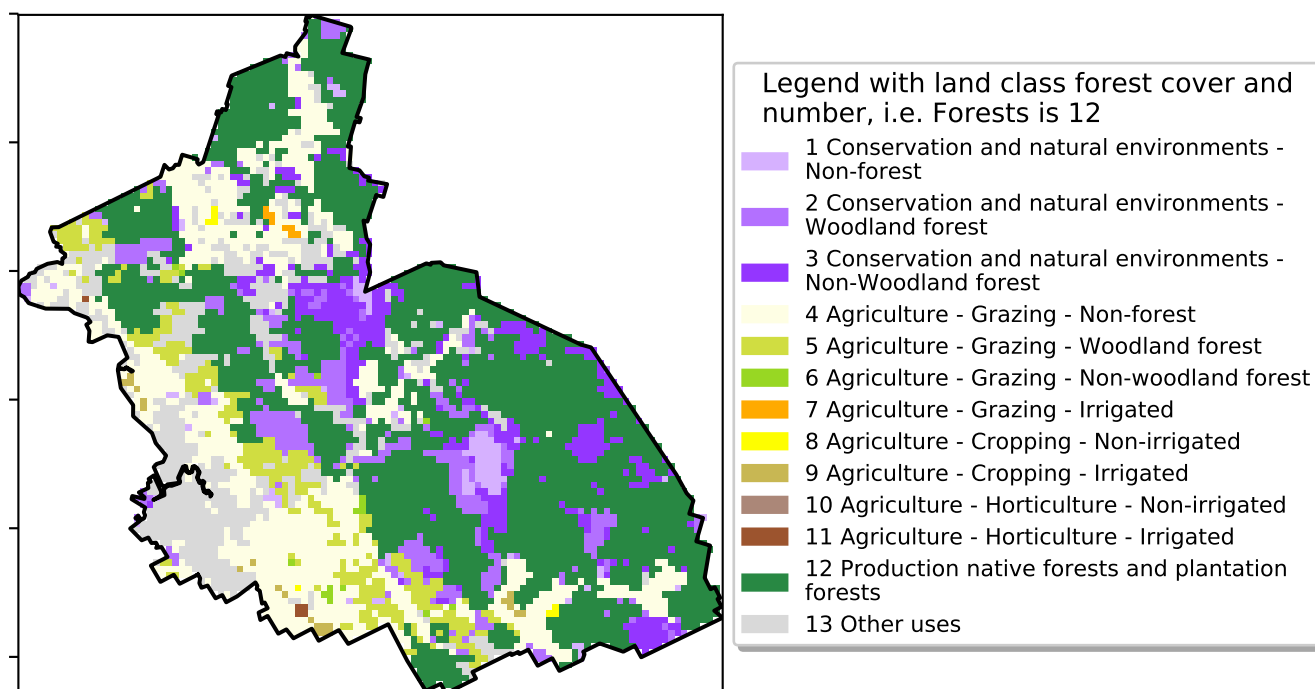 Legend with land class forest cover and
number, i.e. Forests is 12
1 Conservation and natural environments -
Non-forest
2 Conservation and natural environments -
Woodland forest
3 Conservation and natural environments -
Non-Woodland forest
4 Agriculture - Grazing - Non-forest
5 Agriculture - Grazing - Woodland forest
6 Agriculture - Grazing - Non-woodland forest
7 Agriculture - Grazing - Irrigated
8 Agriculture - Cropping - Non-irrigated
9 Agriculture - Cropping - Irrigated
10 Agriculture - Horticulture - Non-irrigated
11 Agriculture - Horticulture - Irrigated
12 Production native forests and plantation
forests
13 Other uses